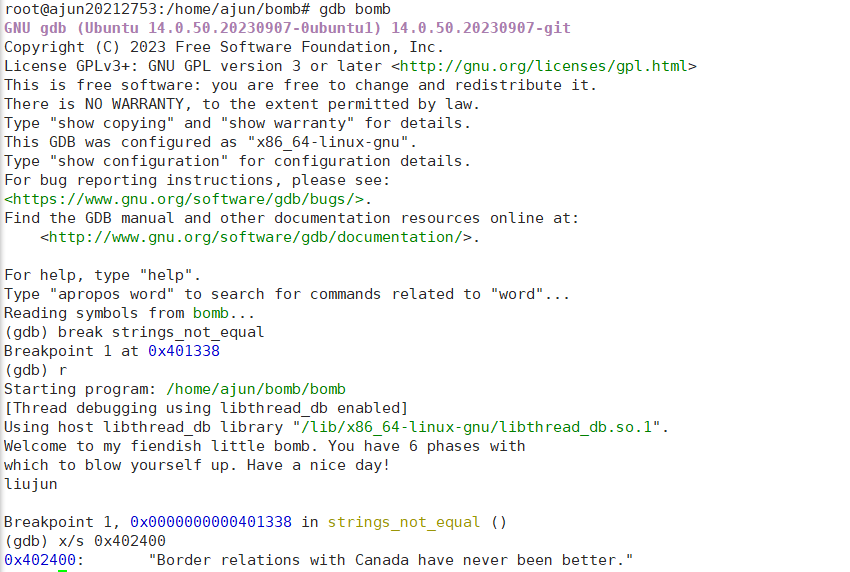 root@ajun20212753:/home/ajun/bomb# gdb bomb
GNU gdb (Ubuntu 14.0.50.20230907-0ubuntu1) 14.0.50.20230907-git
Copyright (C) 2023 Free Software Foundation, Inc.
License GPLv3+: GNU GPL version 3 or later <http://gnu.org/licenses/gpl.html>
This is free software: you are free to change and redistribute it.
There is NO WARRANTY, to the extent permitted by law.
Type "show copying" and "show warranty" for details.
This GDB was configured as "x86_64-linux-gnu".
Type "show configuration" for configuration details.
For bug reporting instructions, please see:
<https://www.gnu.org/software/gdb/bugs/>.
Find the GDB manual and other documentation resources online at:
    <http://www.gnu.org/software/gdb/documentation/>.

For help, type "help".
Type "apropos word" to search for commands related to "word"...
Reading symbols from bomb...
(gdb) break strings_not_equal
Breakpoint 1 at 0x401338
(gdb) r
Starting program: /home/ajun/bomb/bomb
[Thread debugging using libthread_db enabled]
Using host libthread_db library "/lib/x86_64-linux-gnu/libthread_db.so.1".
Welcome to my fiendish little bomb. You have 6 phases with
which to blow yourself up. Have a nice day!
liujun

Breakpoint 1, 0x0000000000401338 in strings_not_equal ()
(gdb) x/s 0x402400
0x402400:       "Border relations with Canada have never been better."